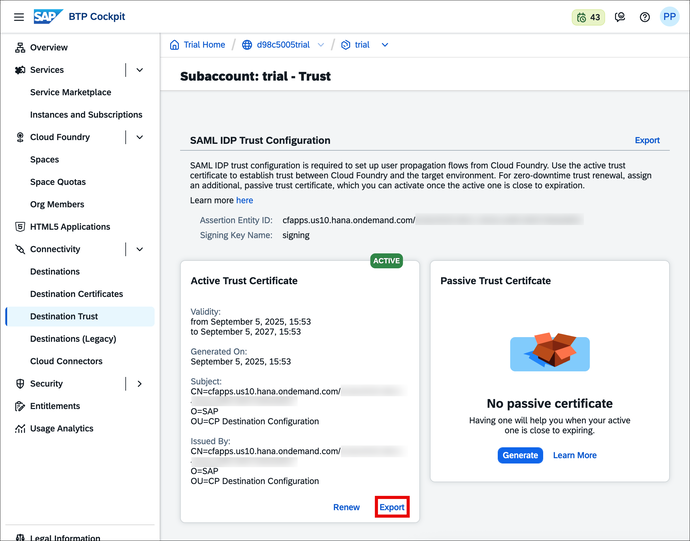 SAP BTP Cockpit
43
PP
Overview
Services
Service Marketplace
Instances and Subscriptions
Cloud Foundry
Spaces
Space Quotas
Org Members
HTML5 Applications
Connectivity
Destinations
Destination Certificates
Destination Trust
Destinations (Legacy)
Cloud Connectors
Security
Entitlements
Usage Analytics
Legal Information
Trial Home / d98c5005trial / trial
Subaccount: trial - Trust
SAML IDP Trust Configuration
Export
SAML IDP trust configuration is required to set up user propagation flows from Cloud Foundry. Use the active trust
certificate to establish trust between Cloud Foundry and the target environment. For zero-downtime trust renewal, assign
an additional, passive trust certificate, which you can activate once the active one is close to expiration.
Learn more here
Assertion Entity ID: cfapps.us10.hana.ondemand.com/
Signing Key Name: signing
ACTIVE
Active Trust Certificate
Validity:
from September 5, 2025, 15:53
to September 5, 2027, 15:53
Generated On:
September 5, 2025, 15:53
Subject:
CN=cfapps.us10.hana.ondemand.com/
O=SAP
OU=CP Destination Configuration
Issued By:
CN=cfapps.us10.hana.ondemand.com/
O=SAP
OU=CP Destination Configuration
Renew Export
Passive Trust Certifcate
No passive certificate
Having one will help you when your active
one is close to expiring.
Generate Learn More